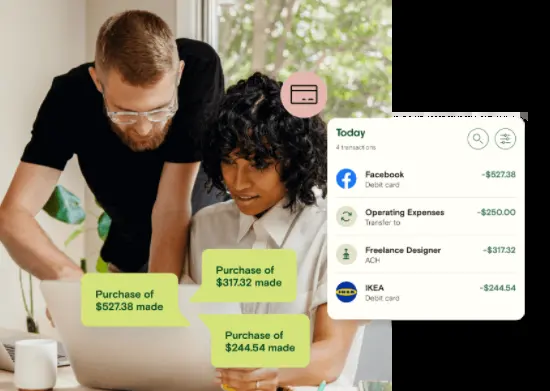 Today
4 transactions
Facebook
-$527.38
Debit card
Operating Expenses
-$250.00
Transfer to
Freelance Designer
-$317.32
ACH
IKEA
-$244.54
Debit card
IKEA
Purchase of
$317.32 made
Purchase of
$527.38 made
Purchase of
$244.54 made